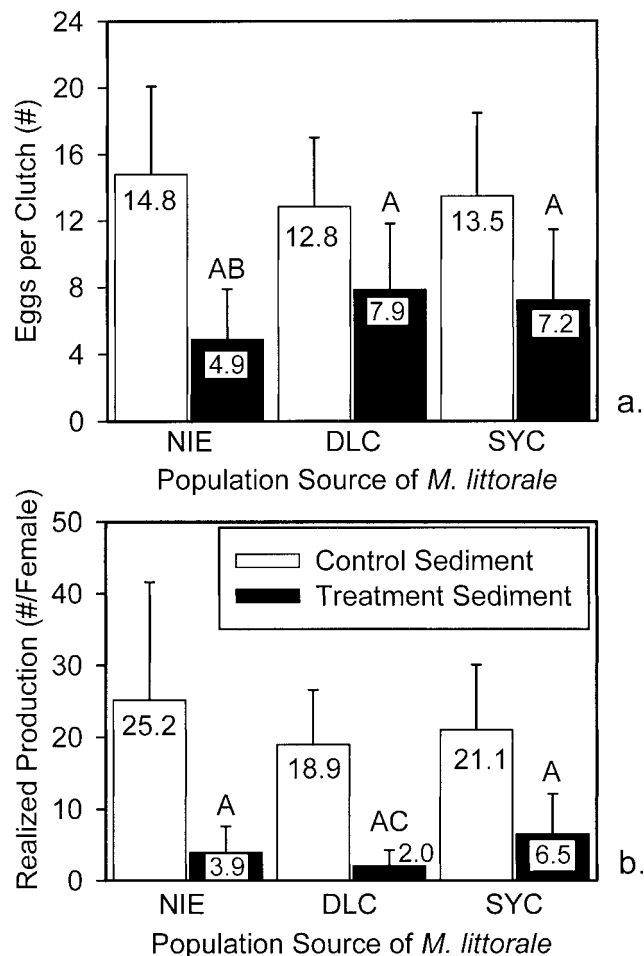 24
20
16
12
8
4
0
Eggs per Clutch (#)
14.8
AB
4.9
12.8
A
7.9
13.5
A
7.2
NIE DLC SYC
a.
Population Source of M. littorale
50
40
30
20
10
0
Realized Production (#/Female)
Control Sediment
Treatment Sediment
25.2
A
3.9
18.9
AC
2.0
21.1
A
6.5
NIE DLC SYC
b.
Population Source of M. littorale